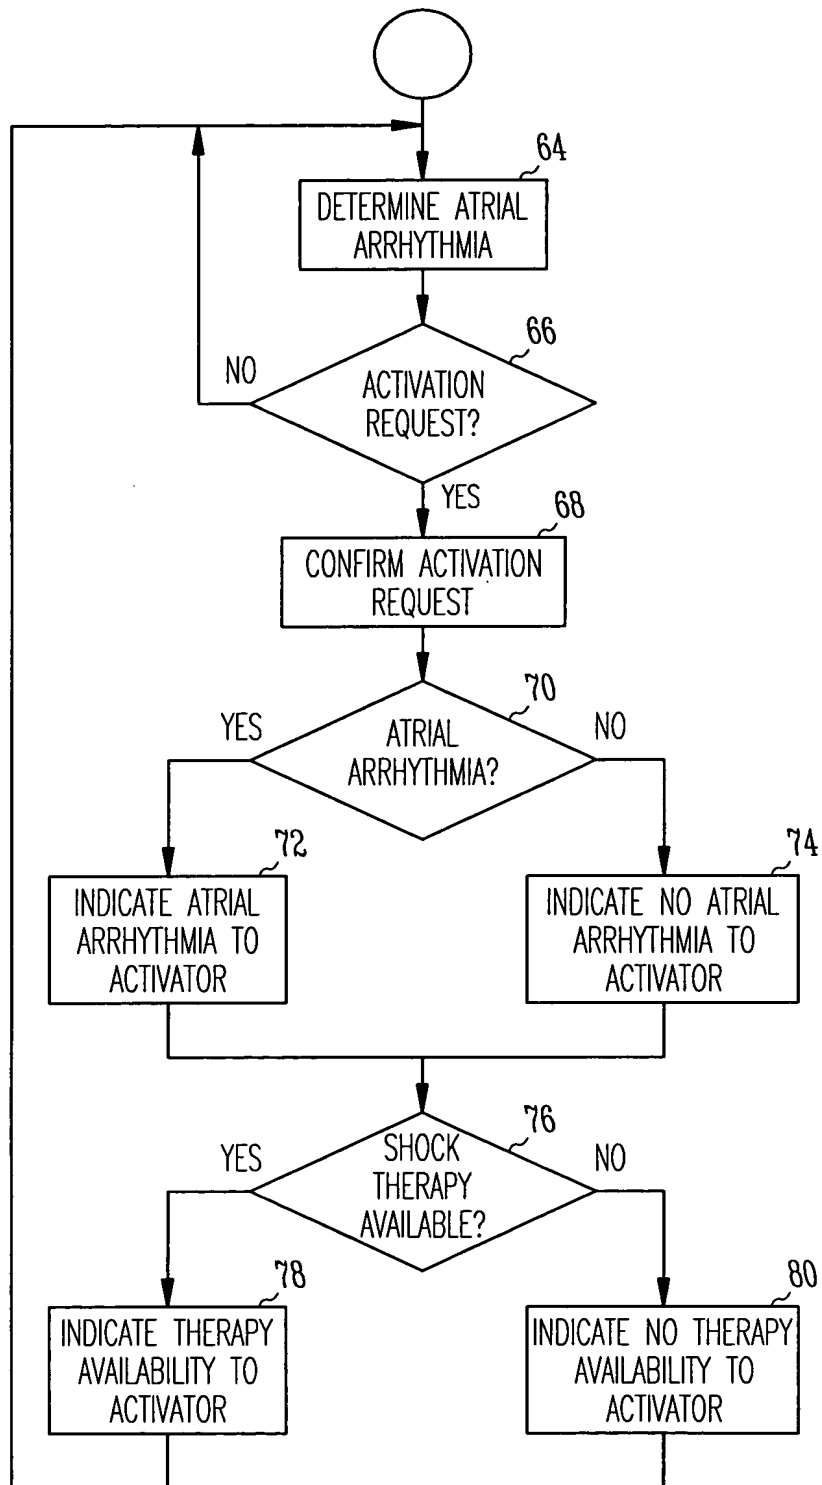 64
DETERMINE ATRIAL
ARRHYTHMIA
66
NO
ACTIVATION
REQUEST?
YES
68
CONFIRM ACTIVATION
REQUEST
70
YES
ATRIAL
ARRHYTHMIA?
NO
72
INDICATE ATRIAL
ARRHYTHMIA TO
ACTIVATOR
74
INDICATE NO ATRIAL
ARRHYTHMIA TO
ACTIVATOR
76
YES
SHOCK
THERAPY
AVAILABLE?
NO
78
INDICATE THERAPY
AVAILABILITY TO
ACTIVATOR
80
INDICATE NO THERAPY
AVAILABILITY TO
ACTIVATOR